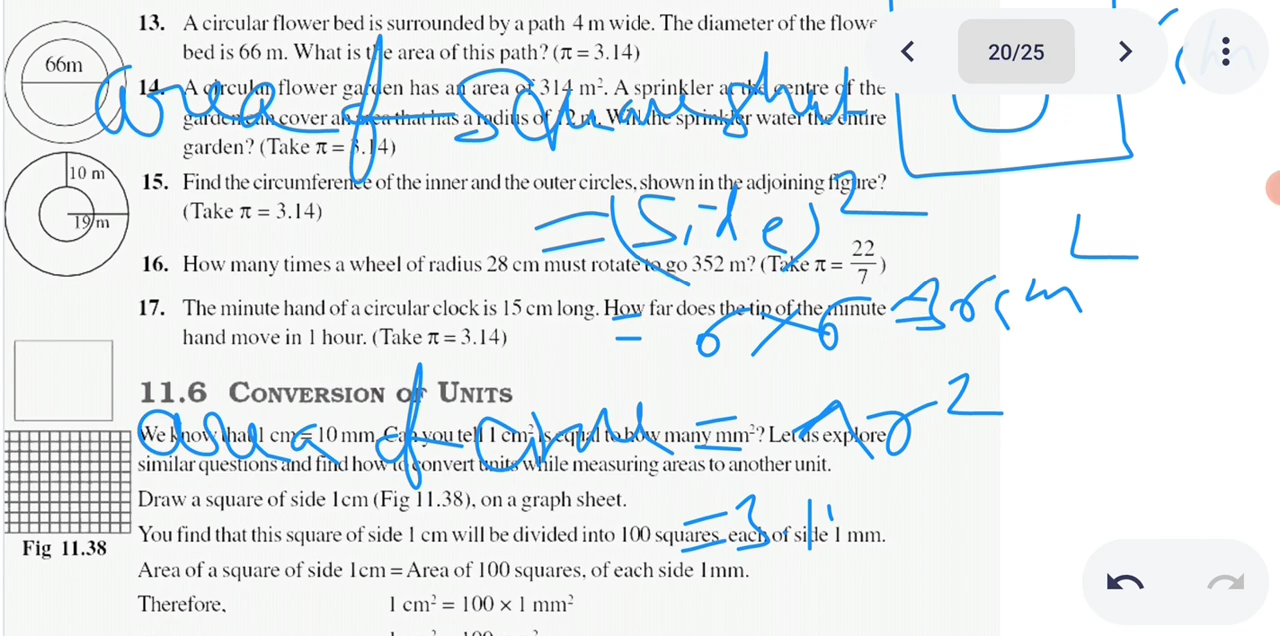 13. A circular flower bed is surrounded by a path 4 m wide. The diameter of the flowe
bed is 66 m. What is the area of this path? (π = 3.14)
66m
14. A circular flower garden has an area of 314 m². A sprinkler at the centre of the
garden can cover an area that has a radius of 12 m. Will the sprinkler water the entire
garden? (Take π = 3.14)
15. Find the circumference of the inner and the outer circles, shown in the adjoining figure?
(Take π = 3.14)
10 m
19 m
16. How many times a wheel of radius 28 cm must rotate to go 352 m? (Take π = 22/7)
17. The minute hand of a circular clock is 15 cm long. How far does the tip of the minute
hand move in 1 hour. (Take π = 3.14)
11.6 CONVERSION OF UNITS
We know that 1 cm = 10 mm. Can you tell 1 cm² is equal to how many mm²? Let us explore
similar questions and find how to convert units while measuring areas to another unit.
Draw a square of side 1cm (Fig 11.38), on a graph sheet.
You find that this square of side 1 cm will be divided into 100 squares, each of side 1 mm.
Fig 11.38
Area of a square of side 1cm = Area of 100 squares, of each side 1mm.
Therefore, 1 cm² = 100 × 1 mm²
20/25
area of square sheet
= (Side)²
= 6×6 = 36cm²
area of circle = πr²
= 3.1